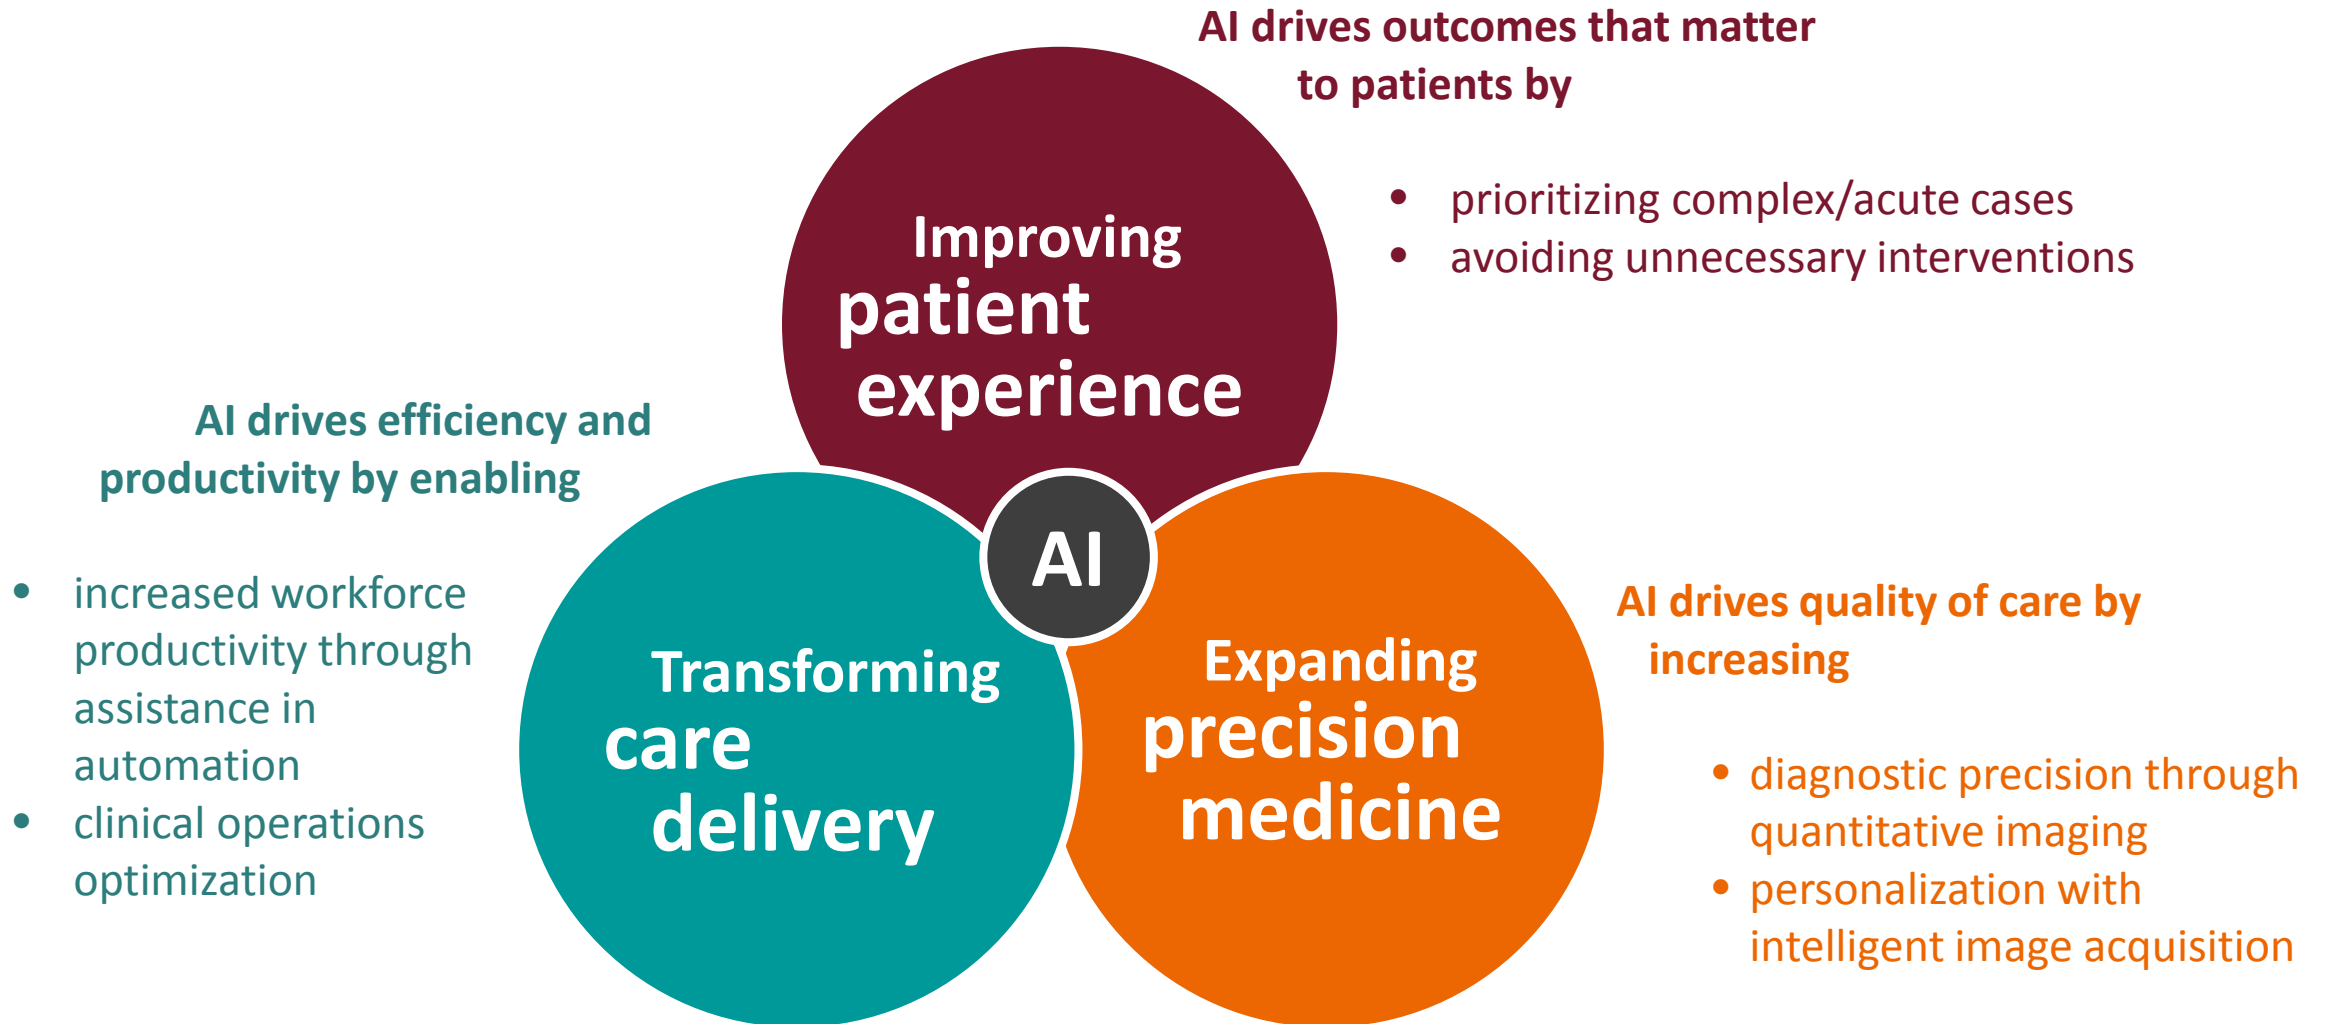 AI drives outcomes that matter
to patients by
• prioritizing complex/acute cases
• avoiding unnecessary interventions
Improving
patient
experience
AI drives efficiency and
productivity by enabling
• increased workforce
productivity through
assistance in
automation
• clinical operations
optimization
AI
Transforming
care
delivery
Expanding
precision
medicine
AI drives quality of care by
increasing
• diagnostic precision through
quantitative imaging
• personalization with
intelligent image acquisition